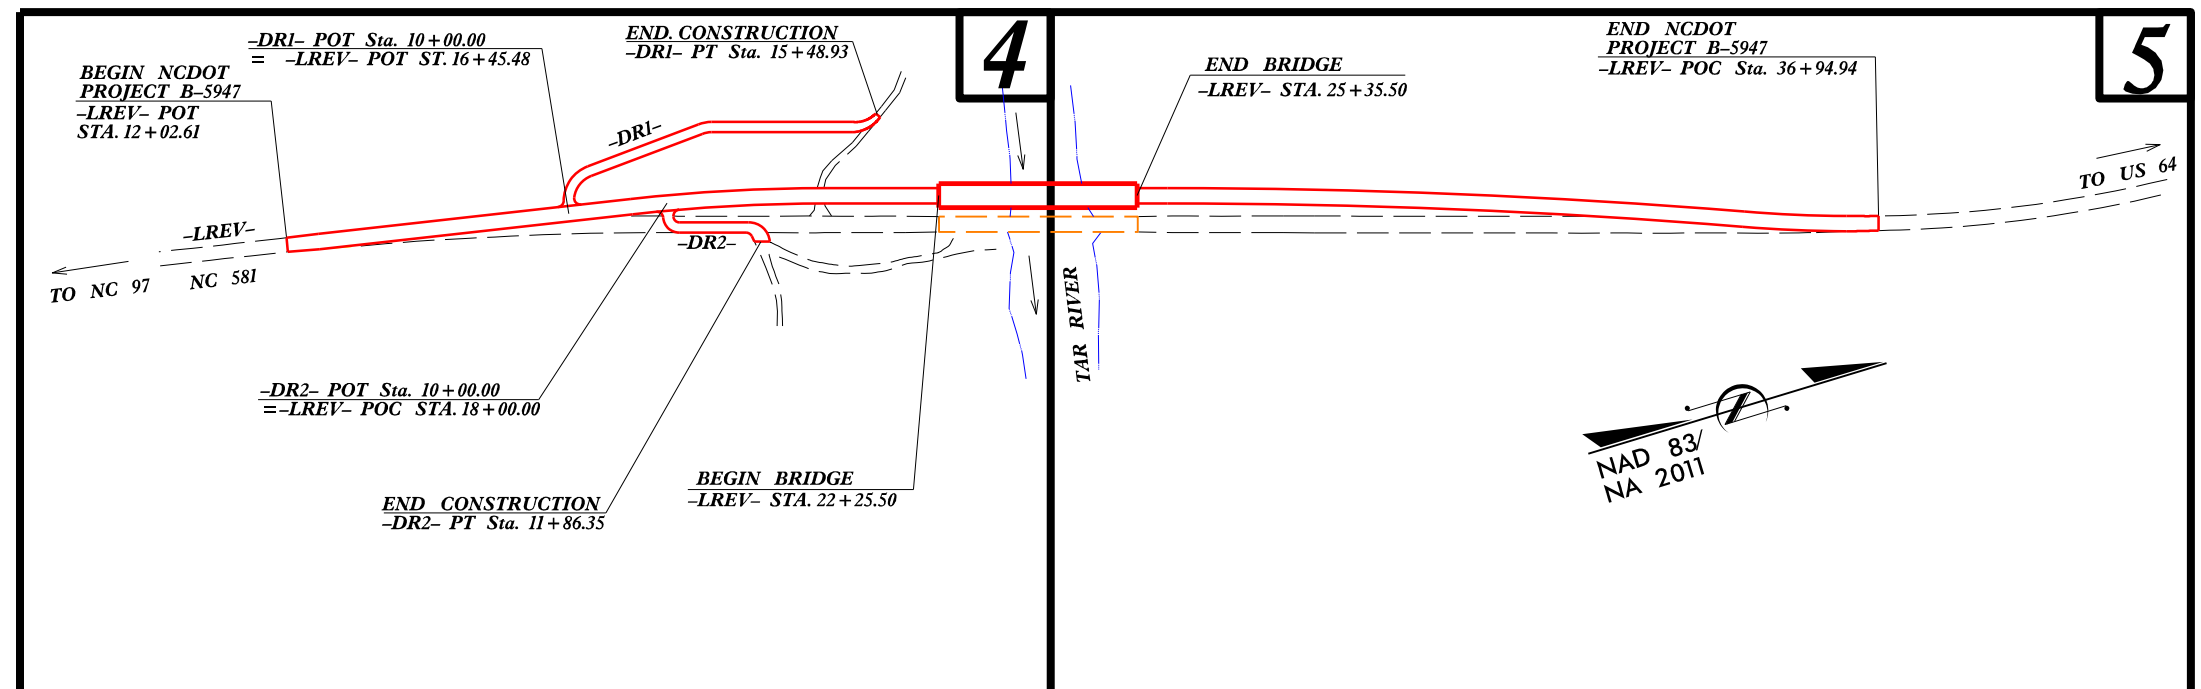 –DR1– POT Sta. 10+00.00
= –LREV– POT ST. 16+45.48
BEGIN NCDOT
PROJECT B–5947
–LREV– POT
STA. 12+02.61
END. CONSTRUCTION
–DR1– PT Sta. 15+48.93
4
END BRIDGE
–LREV– STA. 25+35.50
END NCDOT
PROJECT B–5947
–LREV– POC Sta. 36+94.94
5
–DR1–
–LREV–
–DR2–
TO NC 97
NC 581
TO US 64
TAR RIVER
–DR2– POT Sta. 10+00.00
=–LREV– POC STA. 18+00.00
END CONSTRUCTION
–DR2– PT Sta. 11+86.35
BEGIN BRIDGE
–LREV– STA. 22+25.50
NAD 83/
NA 2011